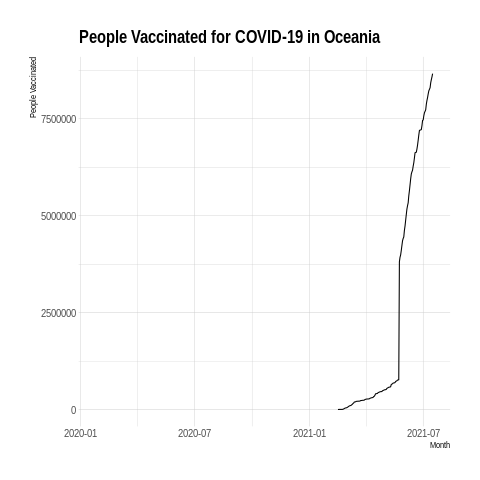 People Vaccinated for COVID-19 in Oceania
People Vaccinated
7500000
5000000
2500000
0
2020-01 2020-07 2021-01 2021-07
Month